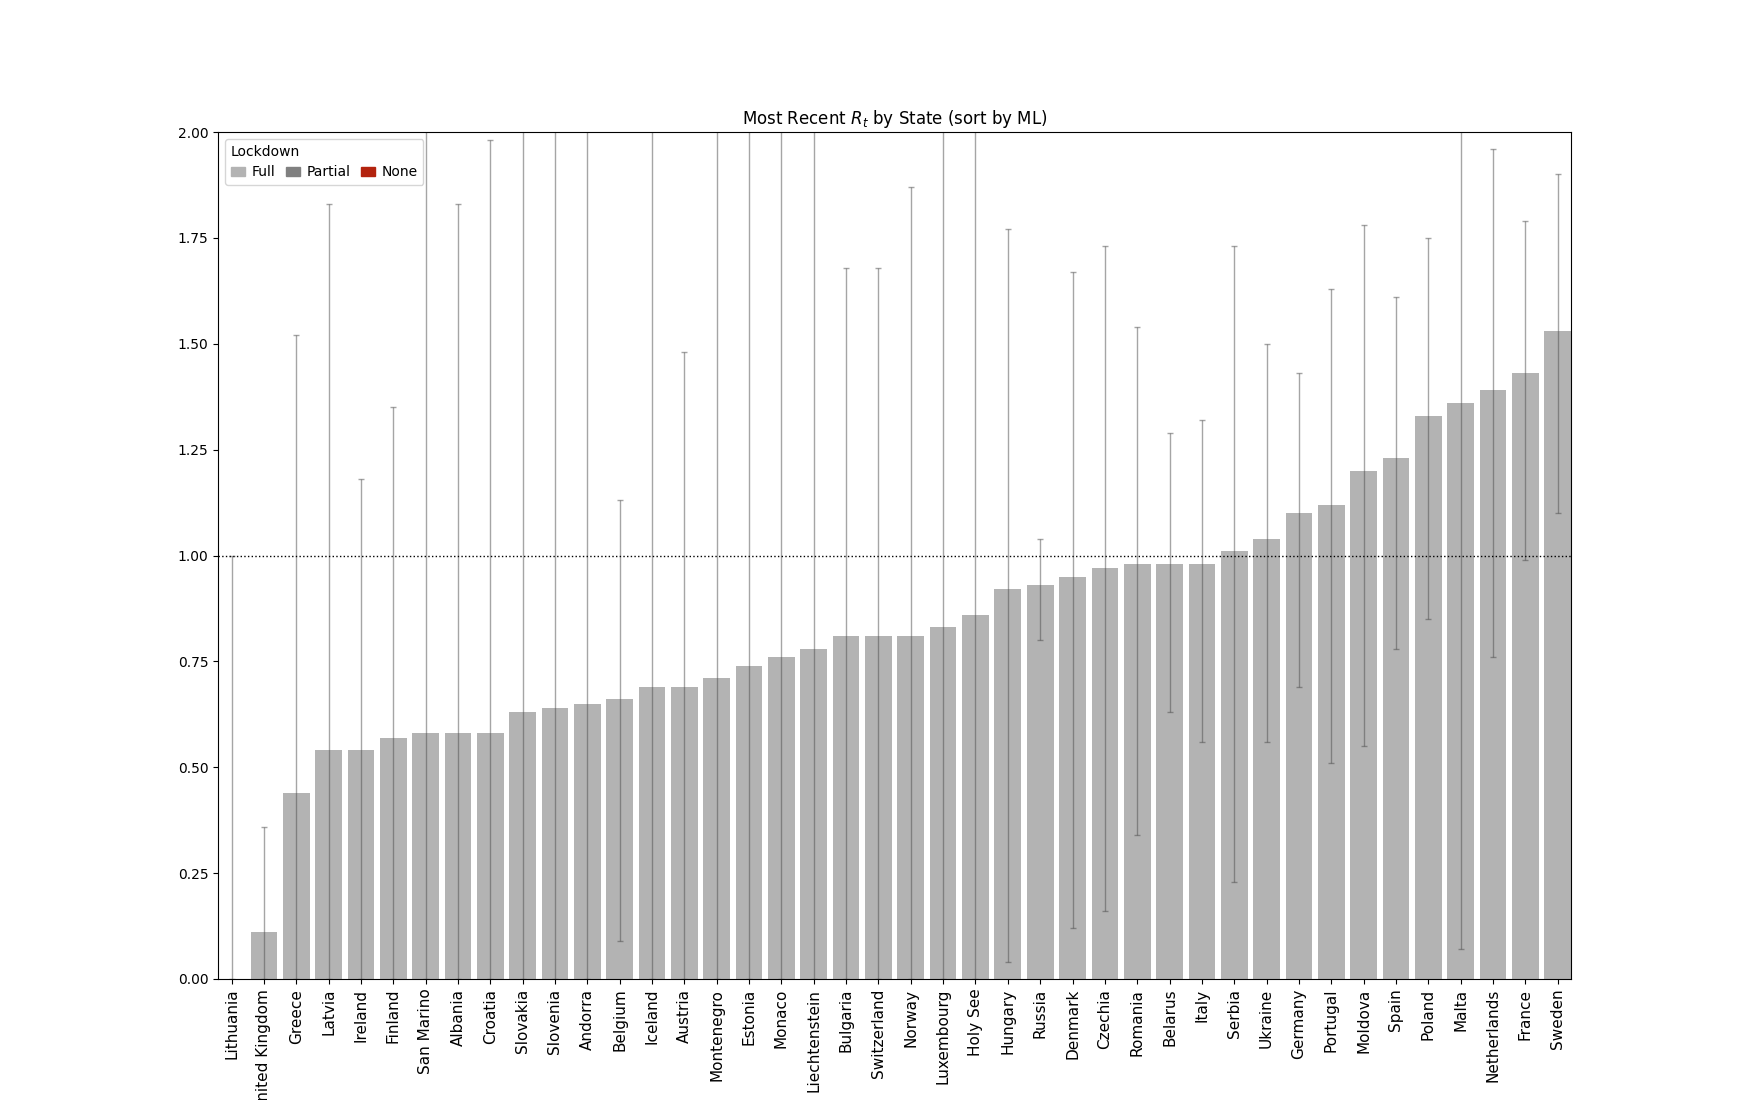 Most Recent R_t by State (sort by ML)
2.00
Lockdown
Full Partial None
1.75
1.50
1.25
1.00
0.75
0.50
0.25
0.00
Lithuania
nited Kingdom
Greece
Latvia
Ireland
Finland
San Marino
Albania
Croatia
Slovakia
Slovenia
Andorra
Belgium
Iceland
Austria
Montenegro
Estonia
Monaco
Liechtenstein
Bulgaria
Switzerland
Norway
Luxembourg
Holy See
Hungary
Russia
Denmark
Czechia
Romania
Belarus
Italy
Serbia
Ukraine
Germany
Portugal
Moldova
Spain
Poland
Malta
Netherlands
France
Sweden